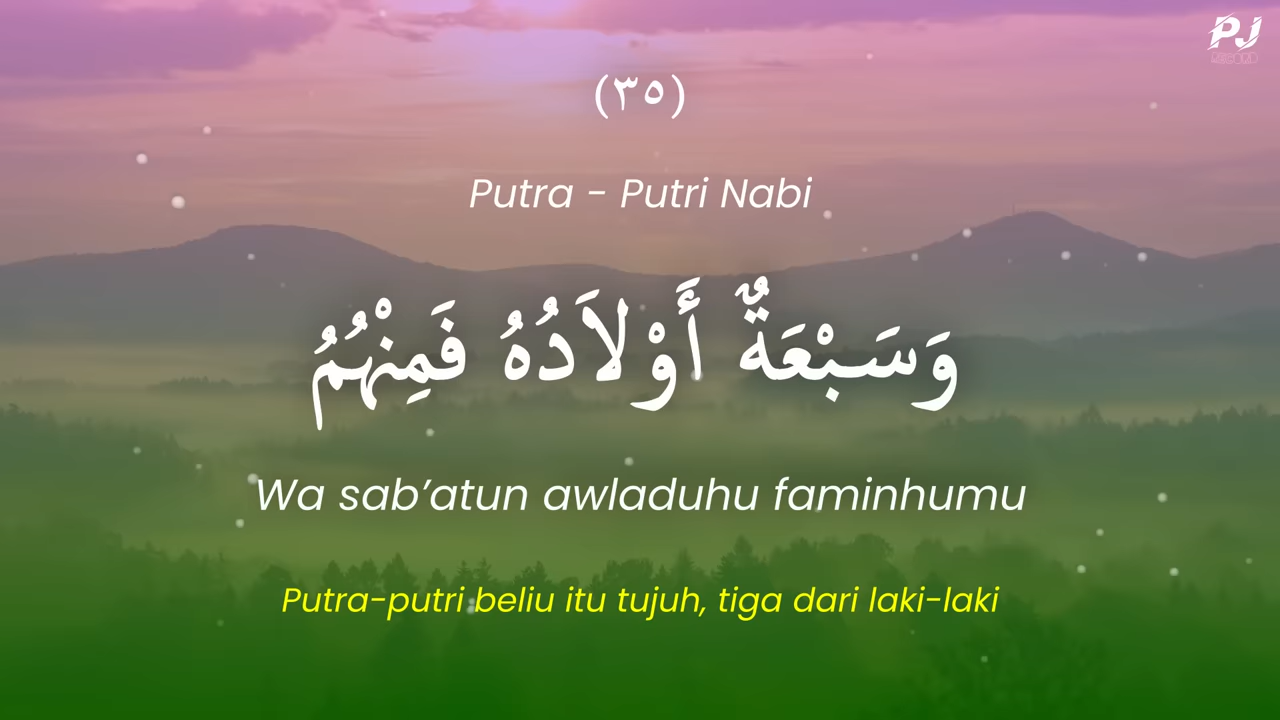 PJ
(٣٥)
Putra - Putri Nabi
وَسَبْعَةٌ أَوْلاَدُهُ فَمِنْهُمُ
Wa sab’atun awladuhu faminhumu
Putra-putri beliu itu tujuh, tiga dari laki-laki